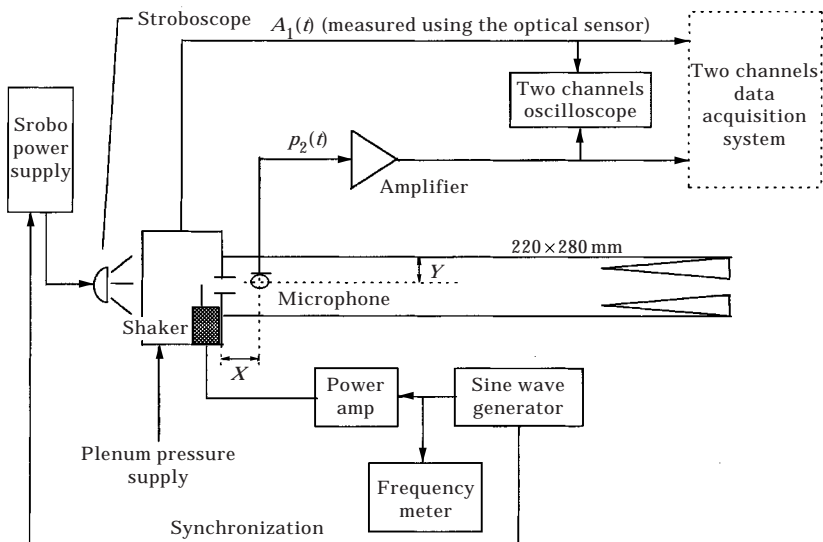 Stroboscope
A₁(t) (measured using the optical sensor)
Two channels
data
acquisition
system
Two channels
oscilloscope
Srobo
power
supply
p₂(t)
Amplifier
220 × 280 mm
Y
Microphone
Shaker
X
Power
amp
Sine wave
generator
Plenum pressure
supply
Frequency
meter
Synchronization